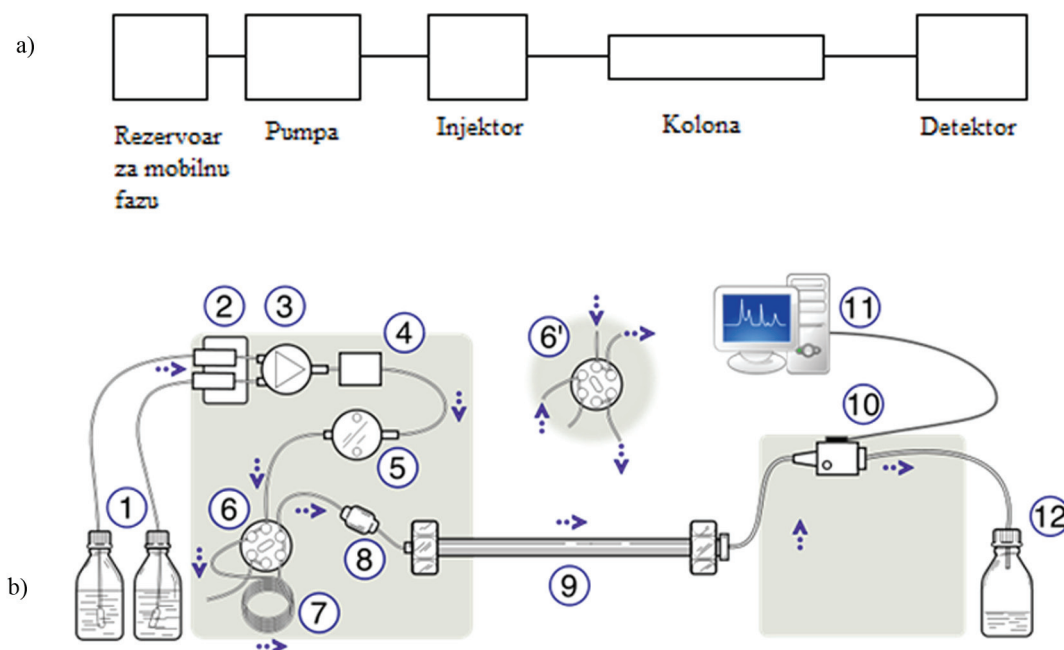 a)
Rezervoar
za mobilnu
fazu
Pumpa
Injektor
Kolona
Detektor
b)
1
2
3
4
5
6
6'
7
8
9
10
11
12